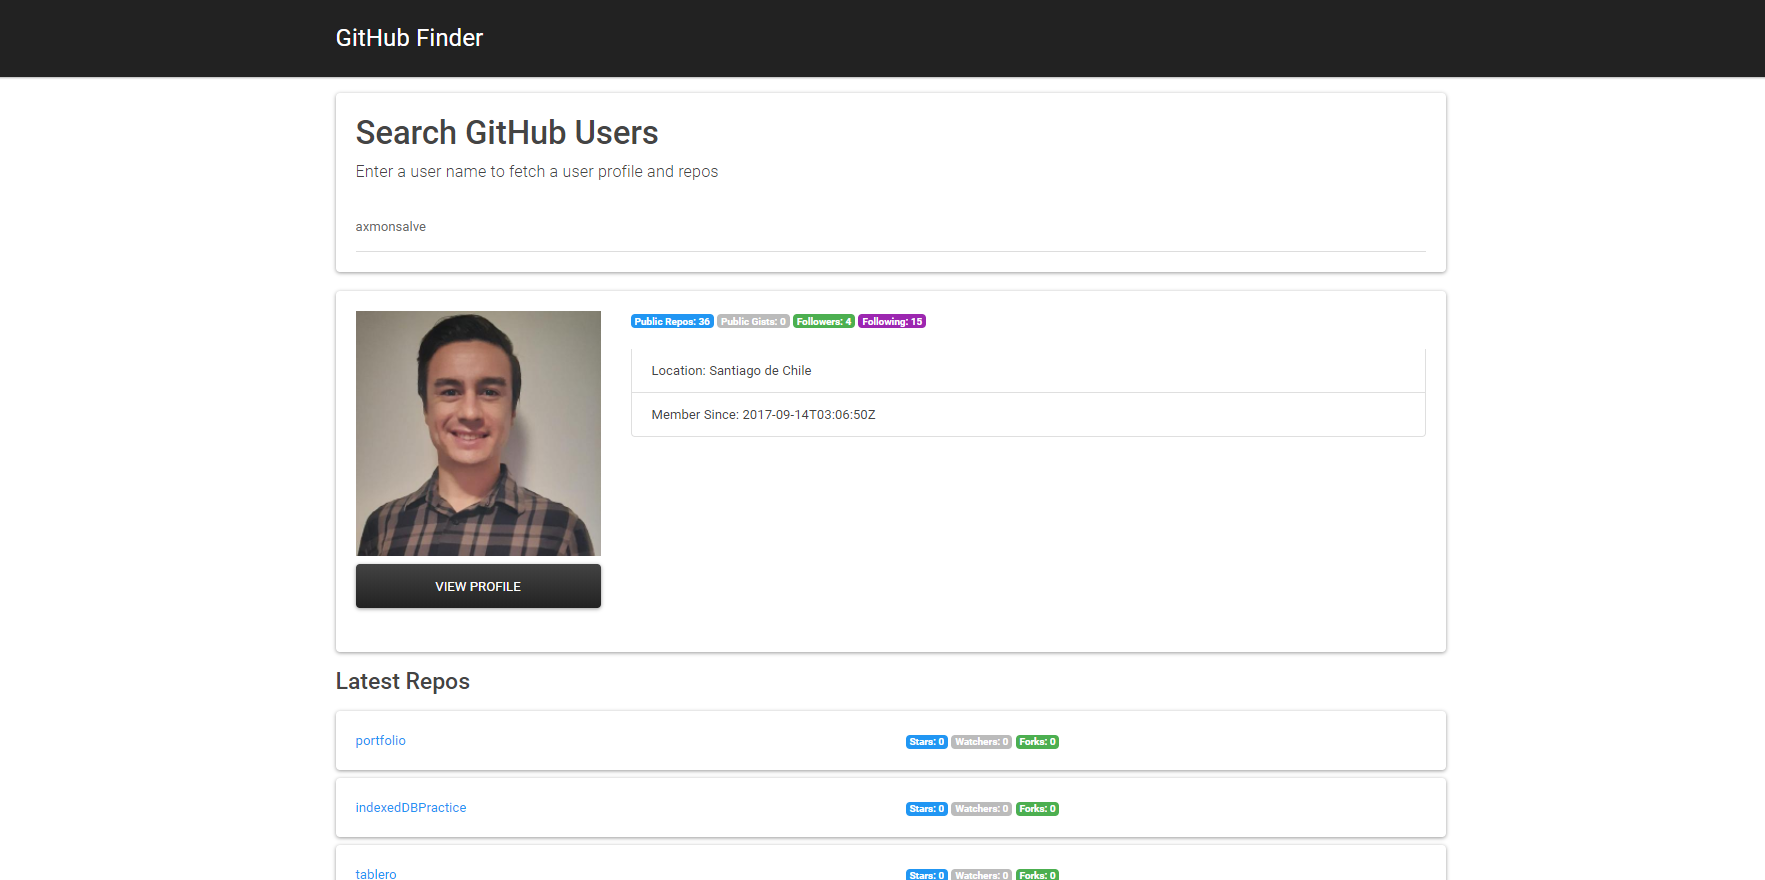 GitHub Finder
Search GitHub Users
Enter a user name to fetch a user profile and repos
axmonsalve
Public Repos: 36 Public Gists: 0 Followers: 4 Following: 15
Location: Santiago de Chile
Member Since: 2017-09-14T03:06:50Z
VIEW PROFILE
Latest Repos
portfolio Stars: 0 Watchers: 0 Forks: 0
indexedDBPractice Stars: 0 Watchers: 0 Forks: 0
tablero Stars: 0 Watchers: 0 Forks: 0